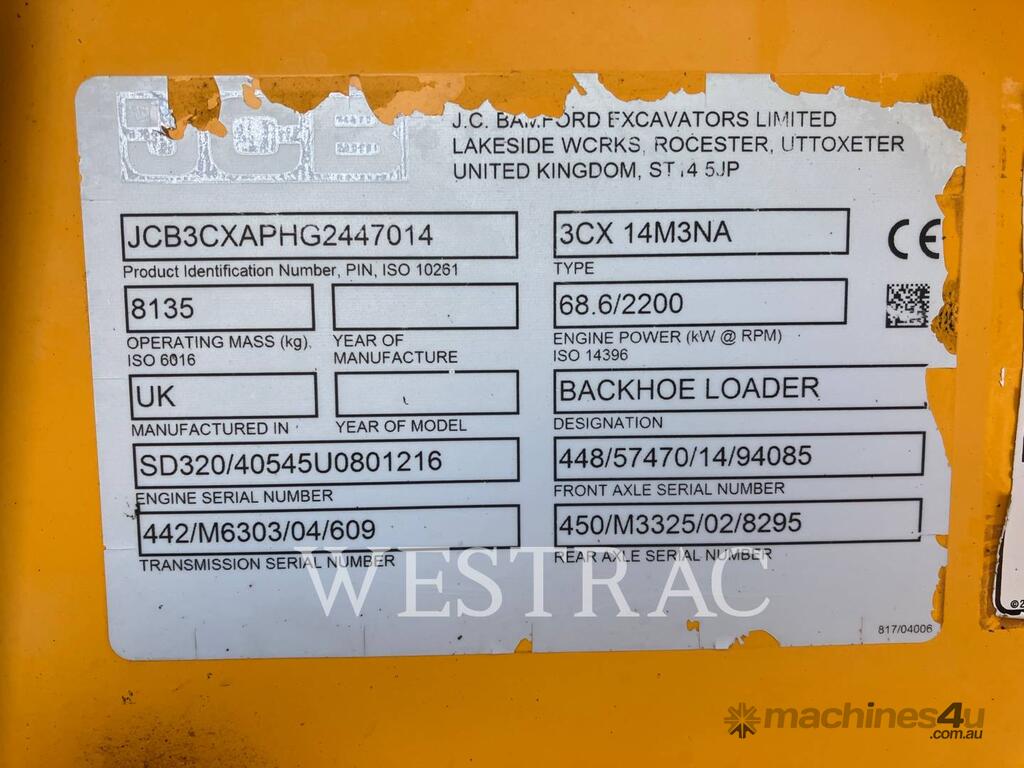 JCB
J.C. BAMFORD EXCAVATORS LIMITED
LAKESIDE WORKS, ROCESTER, UTTOXETER
UNITED KINGDOM, ST14 5JP
JCB3CXAPHG2447014
Product Identification Number, PIN, ISO 10261
3CX 14M3NA
TYPE
CE
8135
OPERATING MASS (kg).
ISO 6016
YEAR OF
MANUFACTURE
68.6/2200
ENGINE POWER (kW @ RPM)
ISO 14396
UK
MANUFACTURED IN
YEAR OF MODEL
BACKHOE LOADER
DESIGNATION
SD320/40545U0801216
ENGINE SERIAL NUMBER
448/57470/14/94085
FRONT AXLE SERIAL NUMBER
442/M6303/04/609
TRANSMISSION SERIAL NUMBER
450/M3325/02/8295
REAR AXLE SERIAL NUMBER
WESTRAC
817/04006
machines4u
.com.au